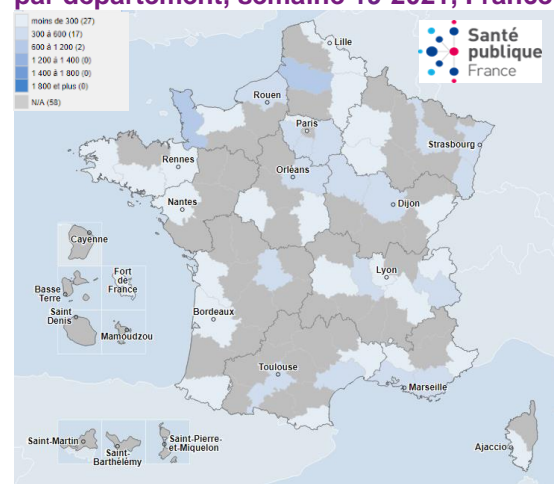 par département, semaine 19-2021, France
moins de 300 (27)
300 à 600 (17)
600 à 1 200 (2)
1 200 à 1 400 (0)
1 400 à 1 800 (0)
1 800 et plus (0)
N/A (58)
Santé
publique
France
Lille
Rouen
Paris
Strasbourg
Rennes
Orléans
Nantes
Dijon
Cayenne
Lyon
Fort
de
France
Basse
Terre
Saint
Denis
Mamoudzou
Bordeaux
Toulouse
Marseille
Saint-Martin
Saint-
Barthélémy
Saint-Pierre
et-Miquelon
Ajaccio